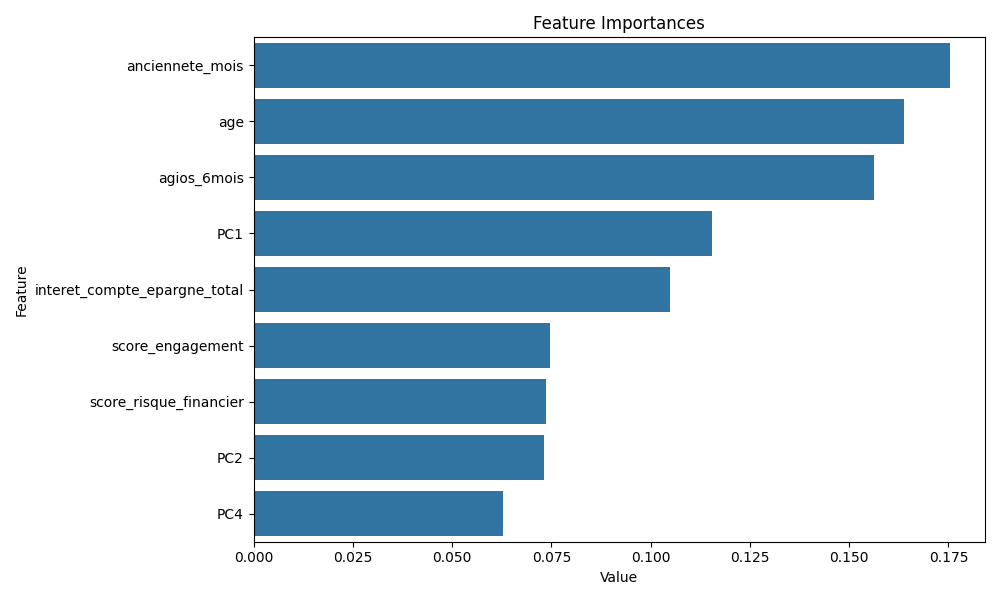 Feature Importances
anciennete_mois
age
agios_6mois
PC1
interet_compte_epargne_total
score_engagement
score_risque_financier
PC2
PC4
Feature
0.000 0.025 0.050 0.075 0.100 0.125 0.150 0.175
Value